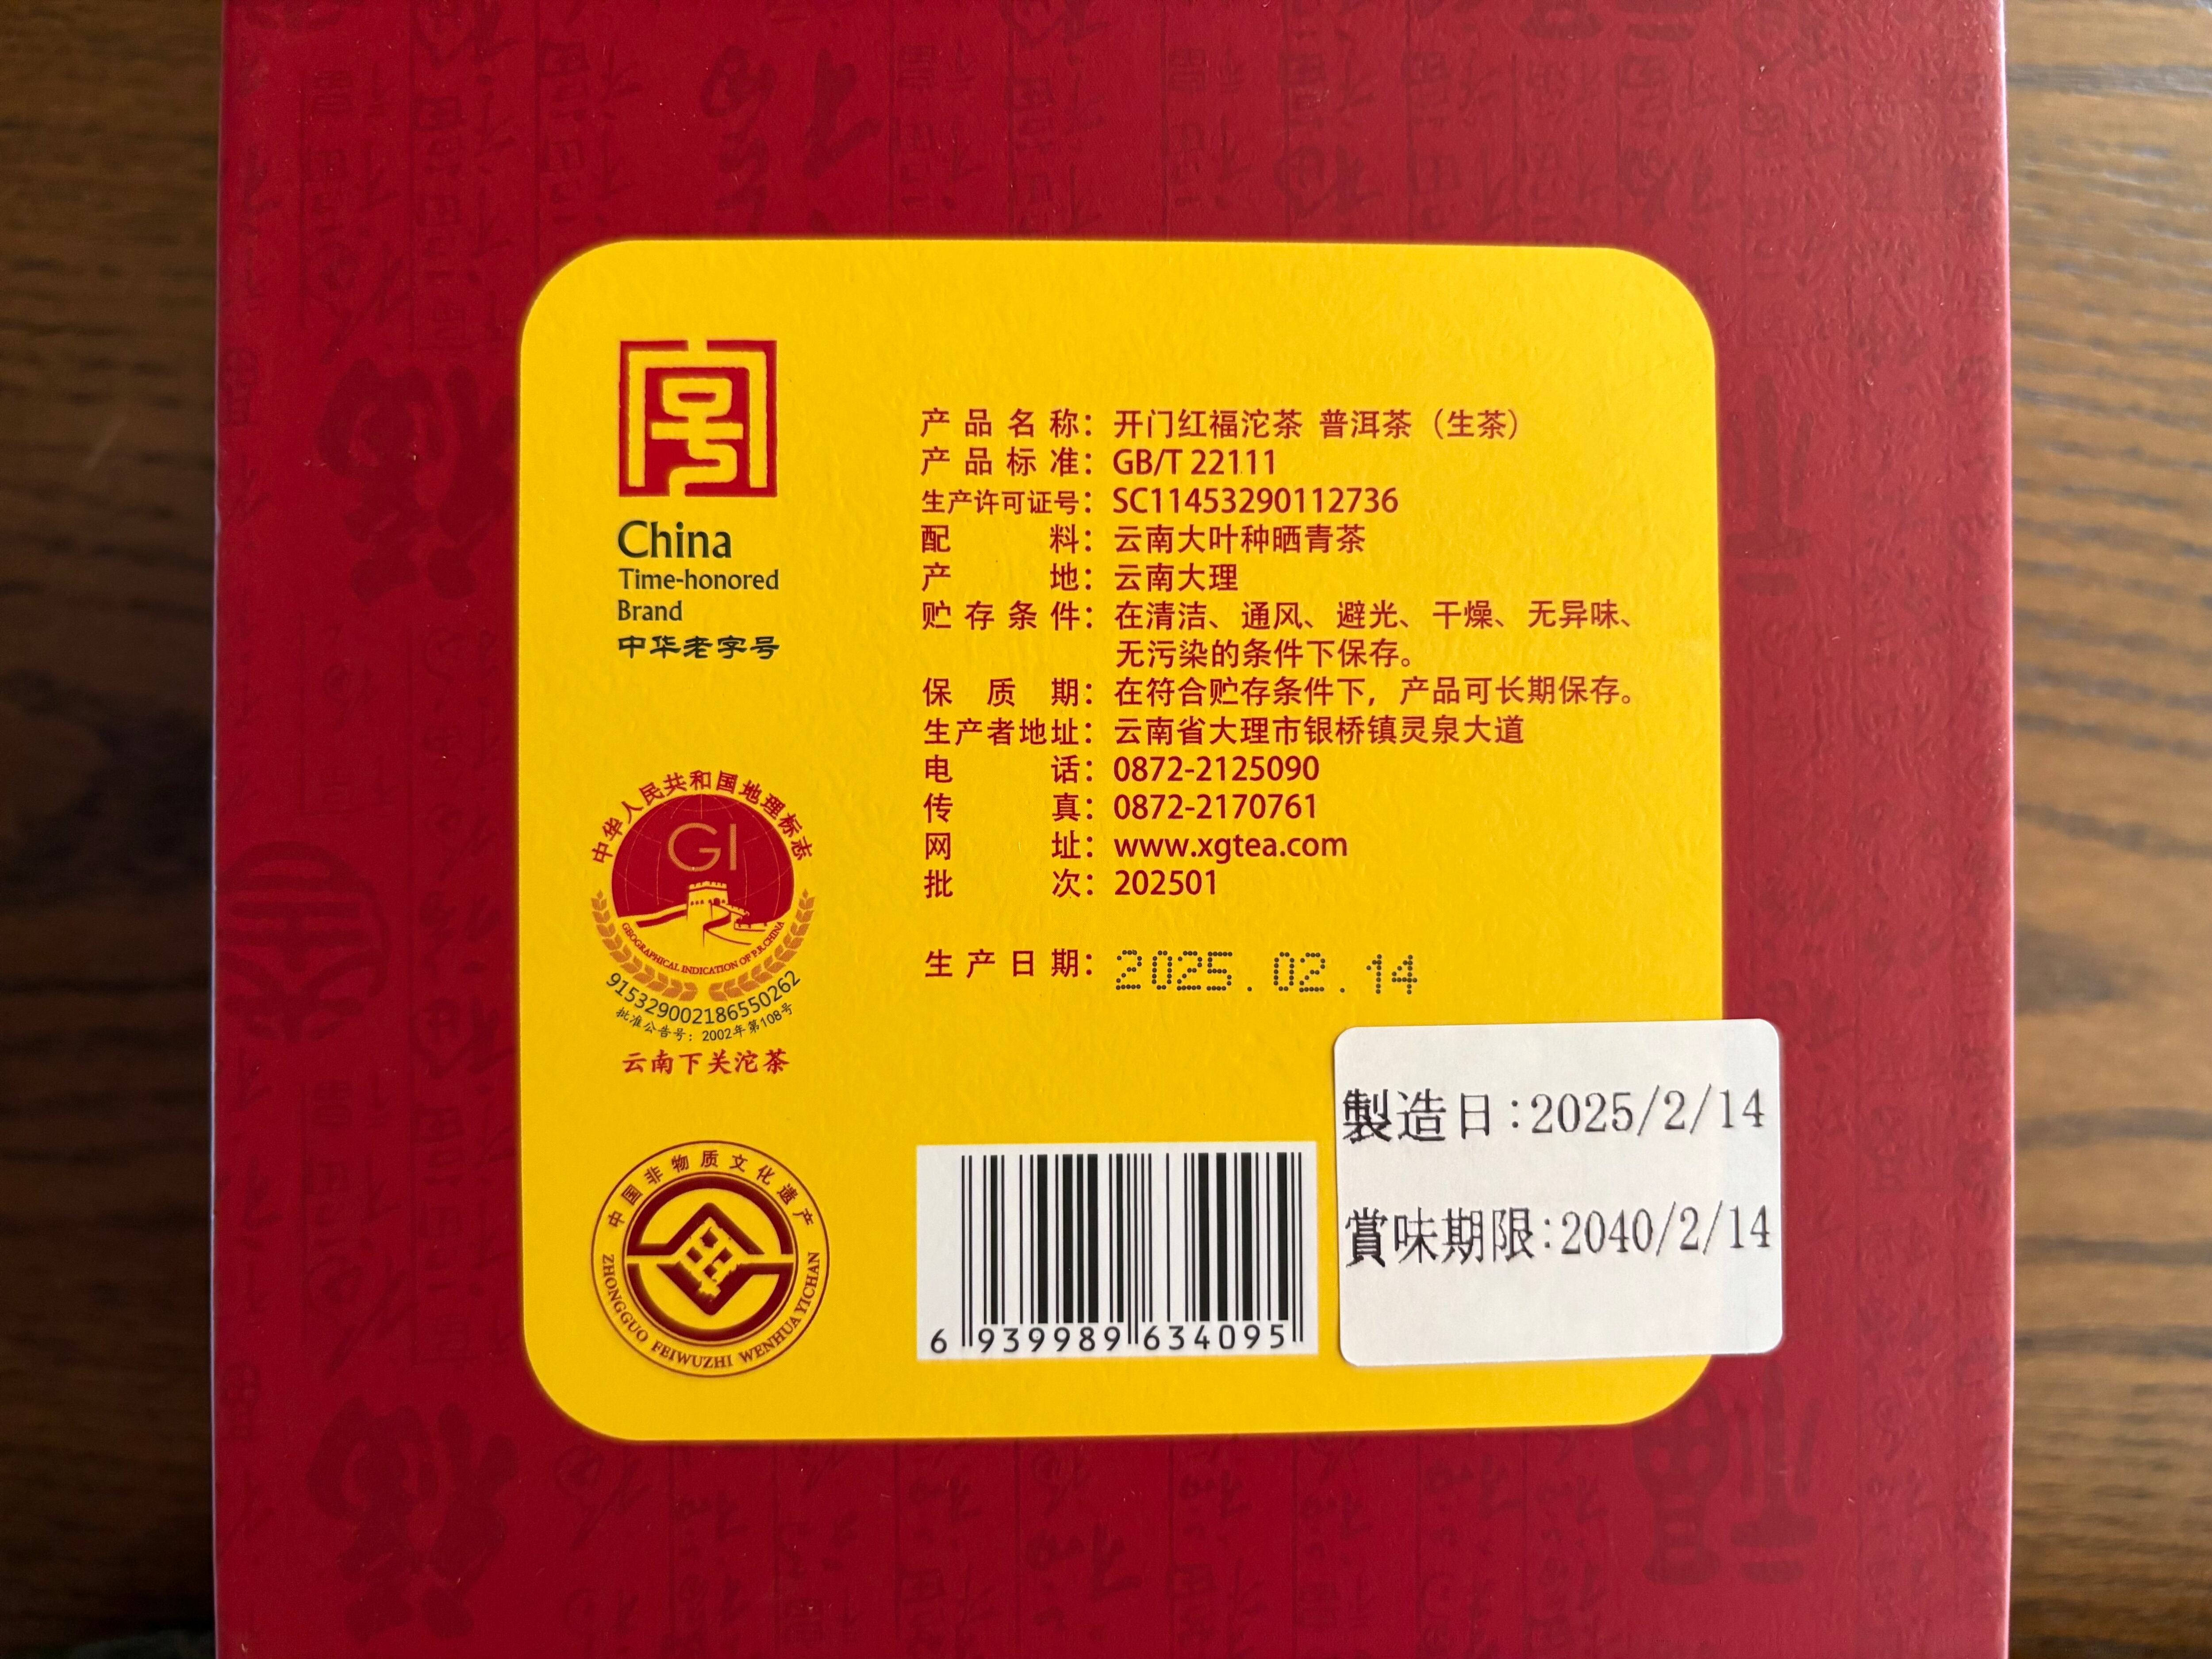 China
Time-honored
Brand
中华老字号
中华人民共和国地理标志
GI
GEOGRAPHICAL INDICATION OF P.R.CHINA
915329002186550262
批准公告号：2002年第108号
云南下关沱茶
中国非物质文化遗产
ZHONGGUO FEIWUZHI WENHUA YICHAN
产品名称：开门红福沱茶 普洱茶（生茶）
产品标准：GB/T 22111
生产许可证号：SC11453290112736
配料：云南大叶种晒青茶
产地：云南大理
贮存条件：在清洁、通风、避光、干燥、无异味、
无污染的条件下保存。
保质期：在符合贮存条件下，产品可长期保存。
生产者地址：云南省大理市银桥镇灵泉大道
电话：0872-2125090
传真：0872-2170761
网址：www.xgtea.com
批次：202501
生产日期：2025.02.14
6 939989 634095
製造日:2025/2/14
賞味期限:2040/2/14